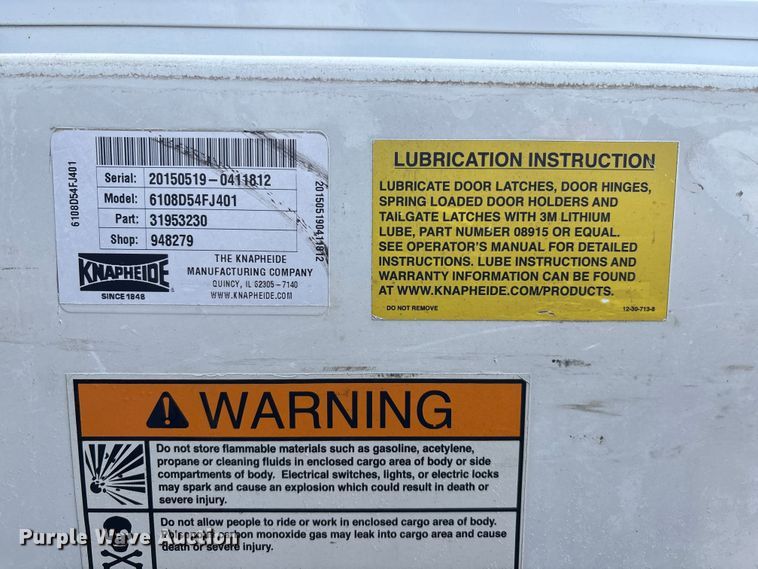 6108D54FJ401
Serial: 20150519-0411812
Model: 6108D54FJ401
Part: 31953230
Shop: 948279
201505190411812
KNAPHEIDE
SINCE 1848
THE KNAPHEIDE
MANUFACTURING COMPANY
QUINCY, IL 62305-7140
WWW.KNAPHEIDE.COM
LUBRICATION INSTRUCTION
LUBRICATE DOOR LATCHES, DOOR HINGES,
SPRING LOADED DOOR HOLDERS AND
TAILGATE LATCHES WITH 3M LITHIUM
LUBE, PART NUMBER 08915 OR EQUAL.
SEE OPERATOR'S MANUAL FOR DETAILED
INSTRUCTIONS. LUBE INSTRUCTIONS AND
WARRANTY INFORMATION CAN BE FOUND
AT WWW.KNAPHEIDE.COM/PRODUCTS.
DO NOT REMOVE 12-30-713-8
WARNING
Do not store flammable materials such as gasoline, acetylene,
propane or cleaning fluids in enclosed cargo area of body or side
compartments of body. Electrical switches, lights, or electric locks
may spark and cause an explosion which could result in death or
severe injury.
Do not allow people to ride or work in enclosed cargo area of body.
Poisonous carbon monoxide gas may leak into cargo area and cause
death or severe injury.
Purple Wave Auction